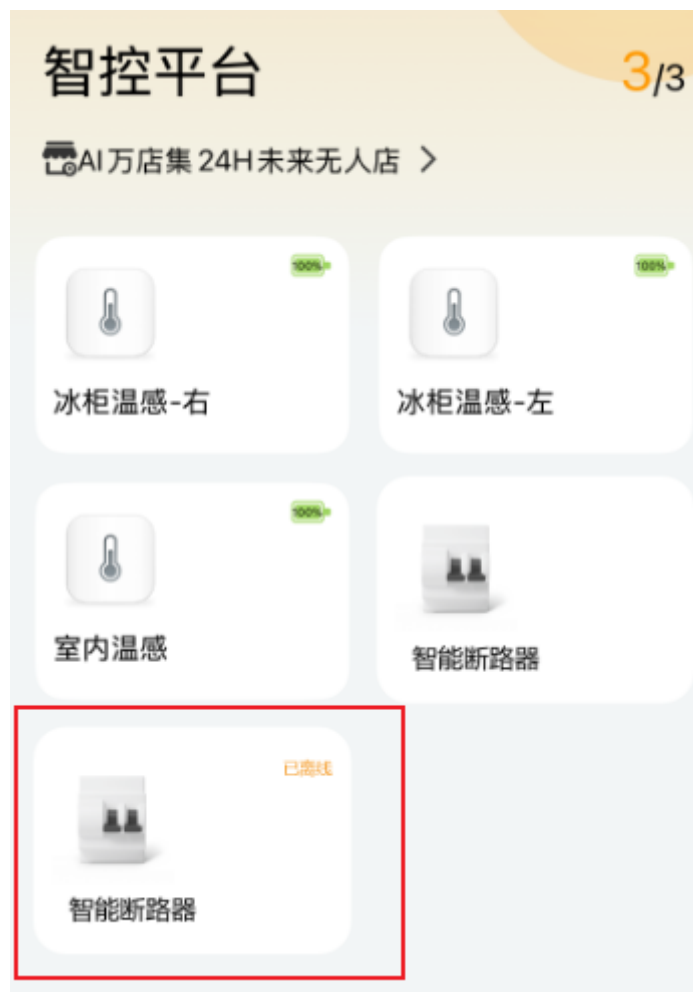 智控平台
3/3
AI万店集24H未来无人店 >
100%
100%
冰柜温感-右
冰柜温感-左
100%
室内温感
智能断路器
已离线
智能断路器